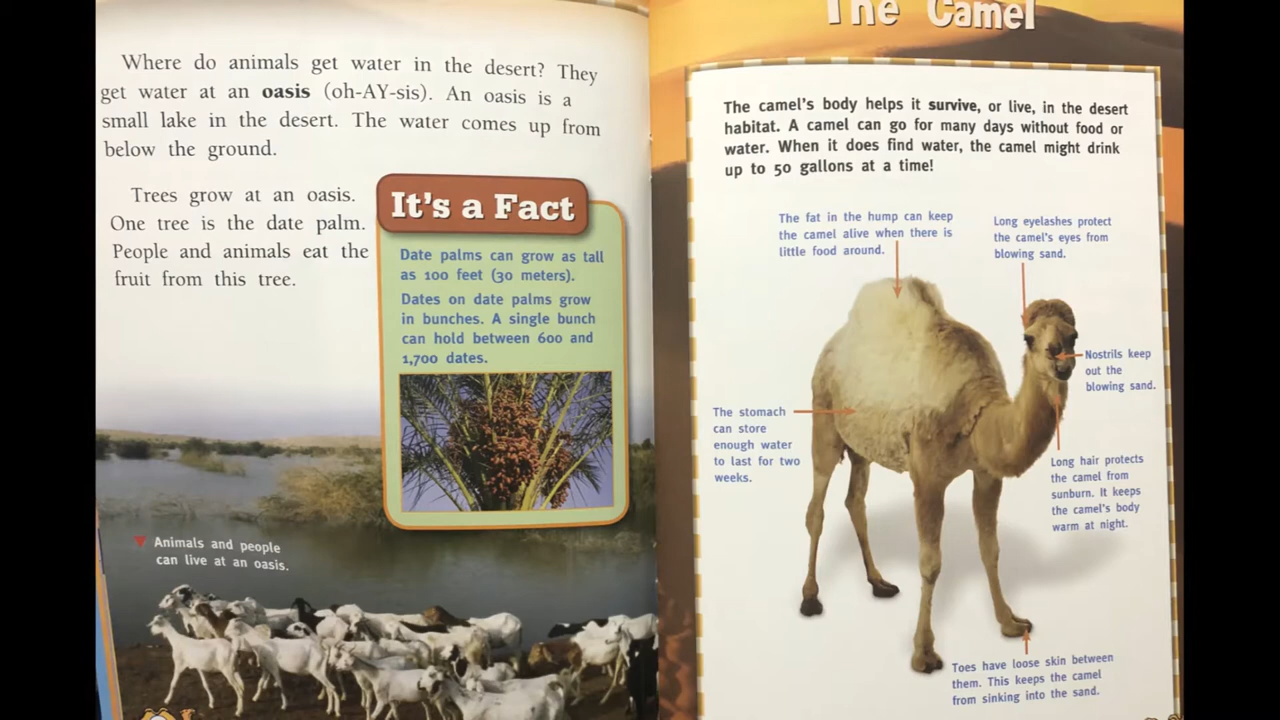 Where do animals get water in the desert? They
get water at an oasis (oh-AY-sis). An oasis is a
small lake in the desert. The water comes up from
below the ground.
Trees grow at an oasis.
One tree is the date palm.
People and animals eat the
fruit from this tree.
It's a Fact
Date palms can grow as tall
as 100 feet (30 meters).
Dates on date palms grow
in bunches. A single bunch
can hold between 600 and
1,700 dates.
Animals and people
can live at an oasis.
The Camel
The camel's body helps it survive, or live, in the desert
habitat. A camel can go for many days without food or
water. When it does find water, the camel might drink
up to 50 gallons at a time!
The fat in the hump can keep
the camel alive when there is
little food around.
Long eyelashes protect
the camel's eyes from
blowing sand.
Nostrils keep
out the
blowing sand.
The stomach
can store
enough water
to last for two
weeks.
Long hair protects
the camel from
sunburn. It keeps
the camel's body
warm at night.
Toes have loose skin between
them. This keeps the camel
from sinking into the sand.